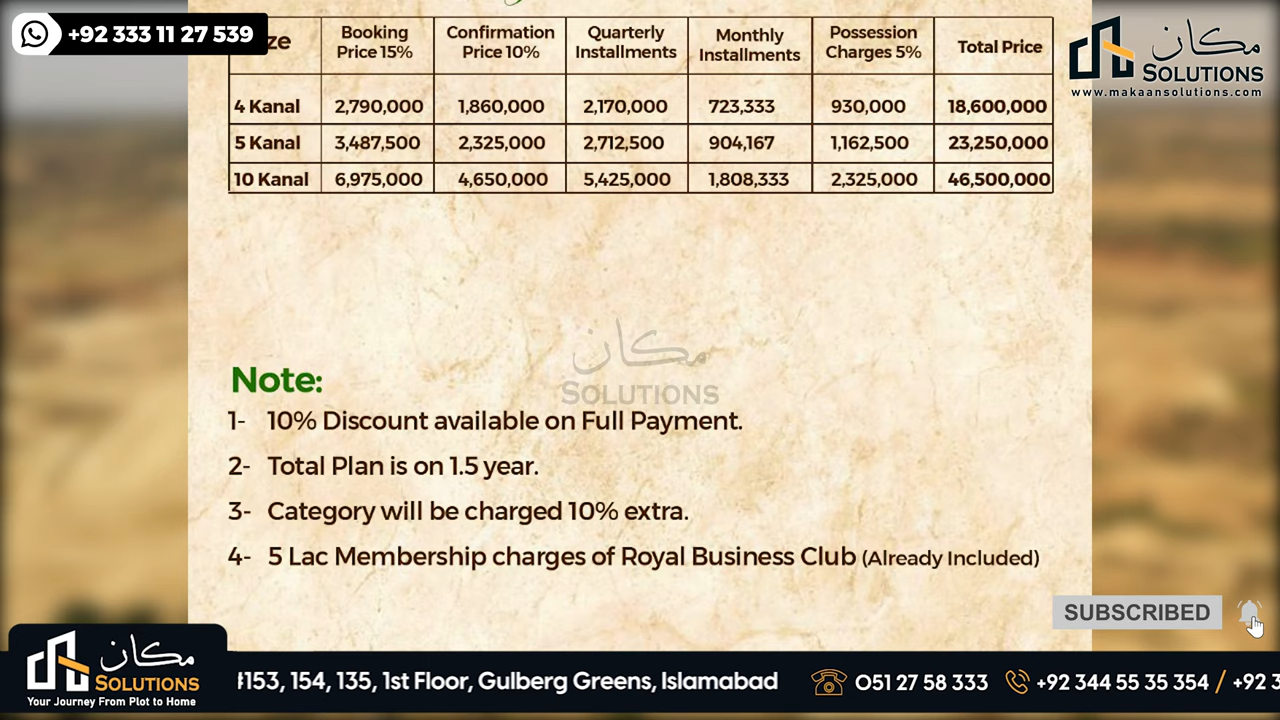 +92 333 11 27 539
Booking Price 15%
Confirmation Price 10%
Quarterly Installments
Monthly Installments
Possession Charges 5%
Total Price
4 Kanal 2,790,000 1,860,000 2,170,000 723,333 930,000 18,600,000
5 Kanal 3,487,500 2,325,000 2,712,500 904,167 1,162,500 23,250,000
10 Kanal 6,975,000 4,650,000 5,425,000 1,808,333 2,325,000 46,500,000
مکان
SOLUTIONS
www.makaansolutions.com
مکان
SOLUTIONS
Note:
1- 10% Discount available on Full Payment.
2- Total Plan is on 1.5 year.
3- Category will be charged 10% extra.
4- 5 Lac Membership charges of Royal Business Club (Already Included)
SUBSCRIBED
مکان
SOLUTIONS
Your Journey From Plot to Home
153, 154, 135, 1st Floor, Gulberg Greens, Islamabad
051 27 58 333
+92 344 55 35 354 /